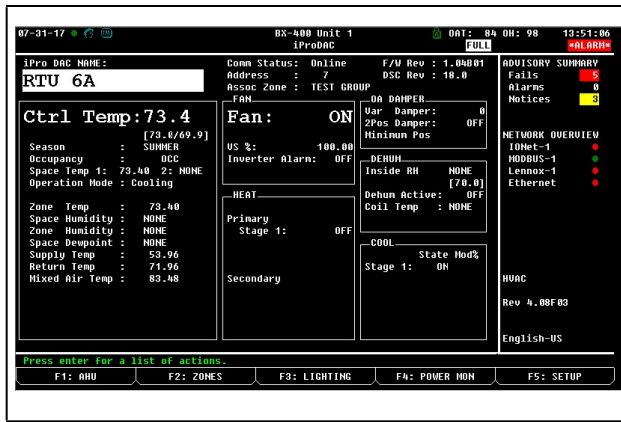 07-31-17 BX-400 Unit 1 OAT: 84 OH: 98 13:51:06
iProDAC FULL *ALARM*
iPro DAC NAME:
RTU 6A
Comm Status: Online F/W Rev : 1.04B01
Address : 7 DSC Rev : 18.0
Assoc Zone : TEST GROUP
ADVISORY SUMMARY
Fails 5
Alarms 0
Notices 3
Ctrl Temp:73.4
[73.0/69.9]
Season : SUMMER
Occupancy : OCC
Space Temp 1: 73.40 2: NONE
Operation Mode : Cooling
Zone Temp : 73.40
Space Humidity : NONE
Zone Humidity : NONE
Space Dewpoint : NONE
Supply Temp : 53.96
Return Temp : 71.96
Mixed Air Temp : 83.48
FAN
Fan: ON
VS %: 100.00
Inverter Alarm: OFF
HEAT
Primary
Stage 1: OFF
Secondary
OA DAMPER
Var Damper: 0
2Pos Damper: OFF
Minimum Pos
DEHUM
Inside RH NONE
[70.0]
Dehum Active: OFF
Coil Temp : NONE
COOL
State Mod%
Stage 1: ON
NETWORK OVERVIEW
IONet-1
MODBUS-1
Lennox-1
Ethernet
HVAC
Rev 4.08F03
English-US
Press enter for a list of actions.
F1: AHU F2: ZONES F3: LIGHTING F4: POWER MON F5: SETUP